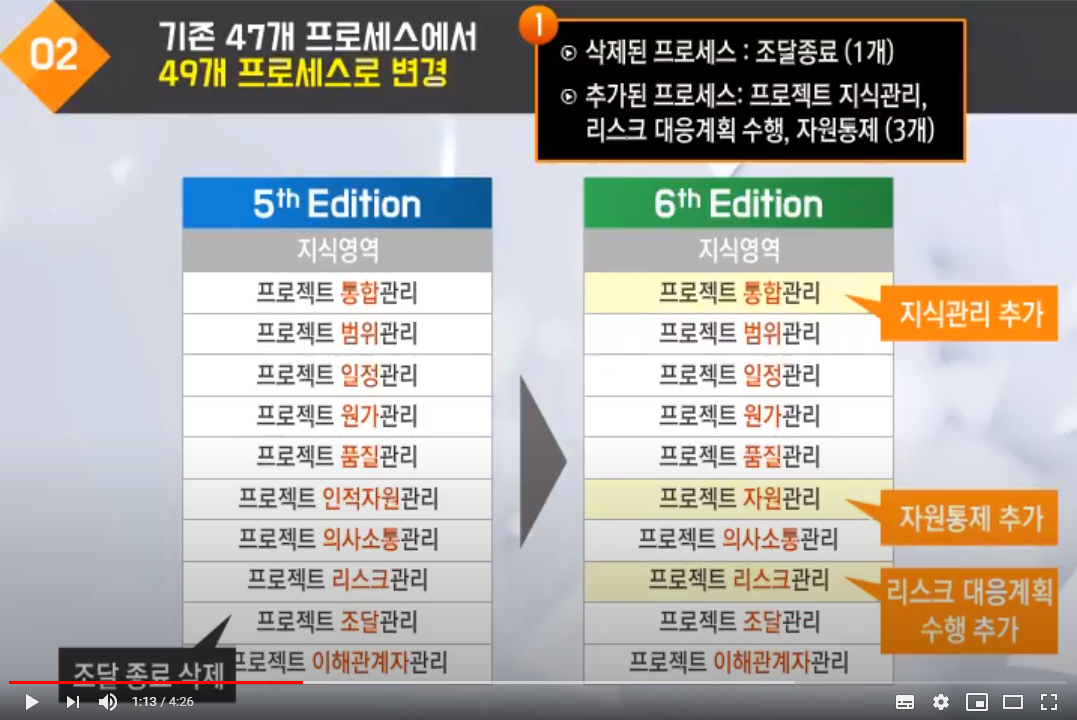 02
기존 47개 프로세스에서
49개 프로세스로 변경
1
삭제된 프로세스 : 조달종료 (1개)
추가된 프로세스: 프로젝트 지식관리,
리스크 대응계획 수행, 자원통제 (3개)
5th Edition
지식영역
프로젝트 통합관리
프로젝트 범위관리
프로젝트 일정관리
프로젝트 원가관리
프로젝트 품질관리
프로젝트 인적자원관리
프로젝트 의사소통관리
프로젝트 리스크관리
프로젝트 조달관리
프로젝트 이해관계자관리
조달 종료 삭제
6th Edition
지식영역
프로젝트 통합관리
프로젝트 범위관리
프로젝트 일정관리
프로젝트 원가관리
프로젝트 품질관리
프로젝트 자원관리
프로젝트 의사소통관리
프로젝트 리스크관리
프로젝트 조달관리
프로젝트 이해관계자관리
지식관리 추가
자원통제 추가
리스크 대응계획
수행 추가
1:13 / 4:26